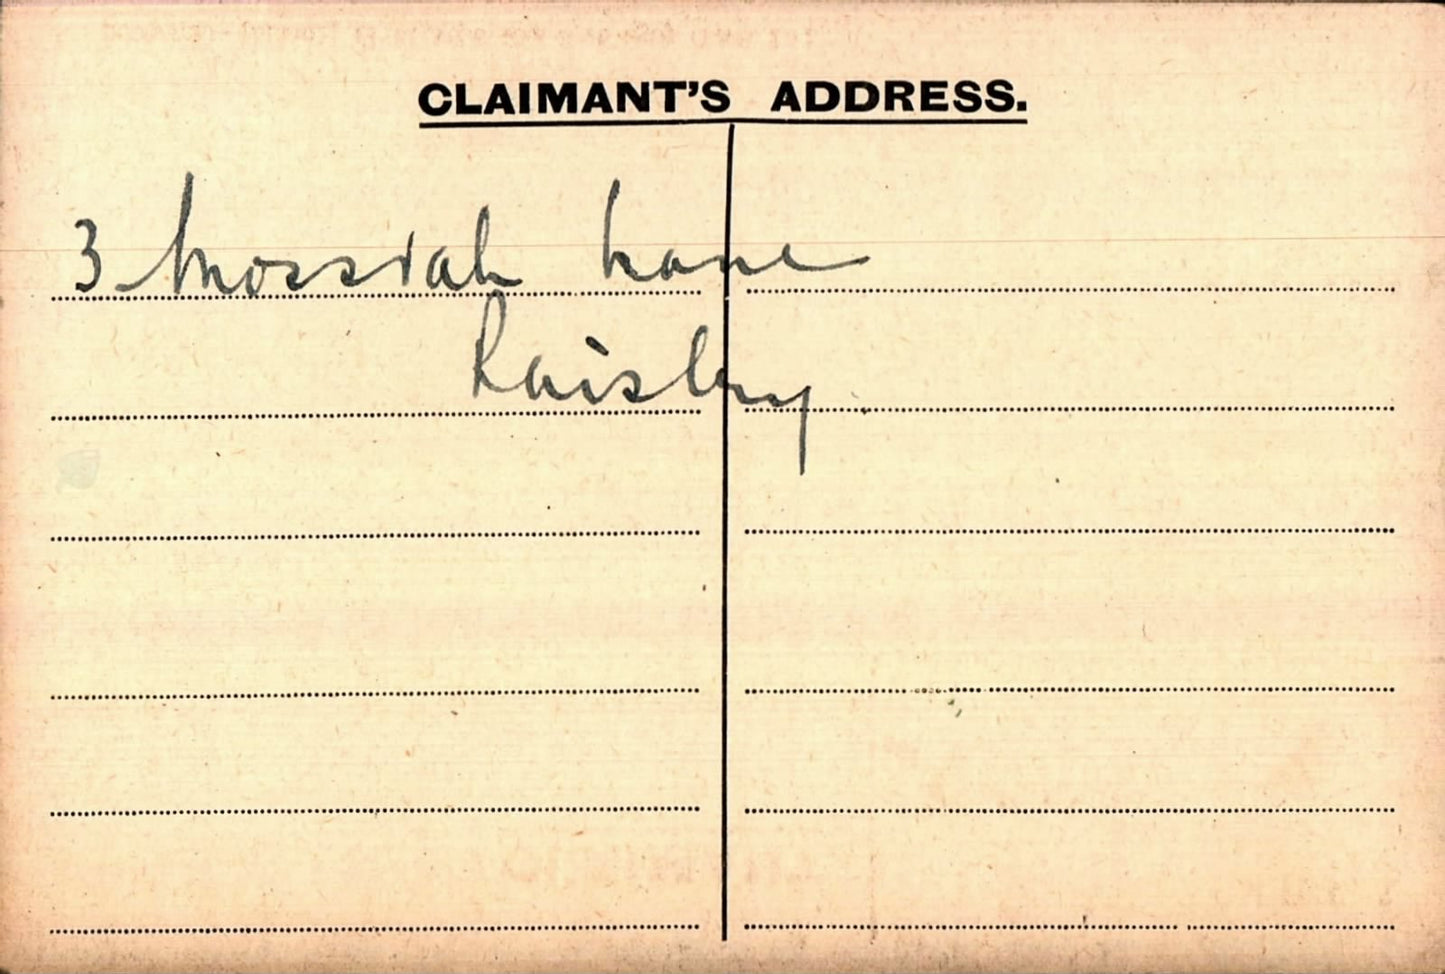 CLAIMANT'S ADDRESS.
3 Mossvale Lane
Paisley